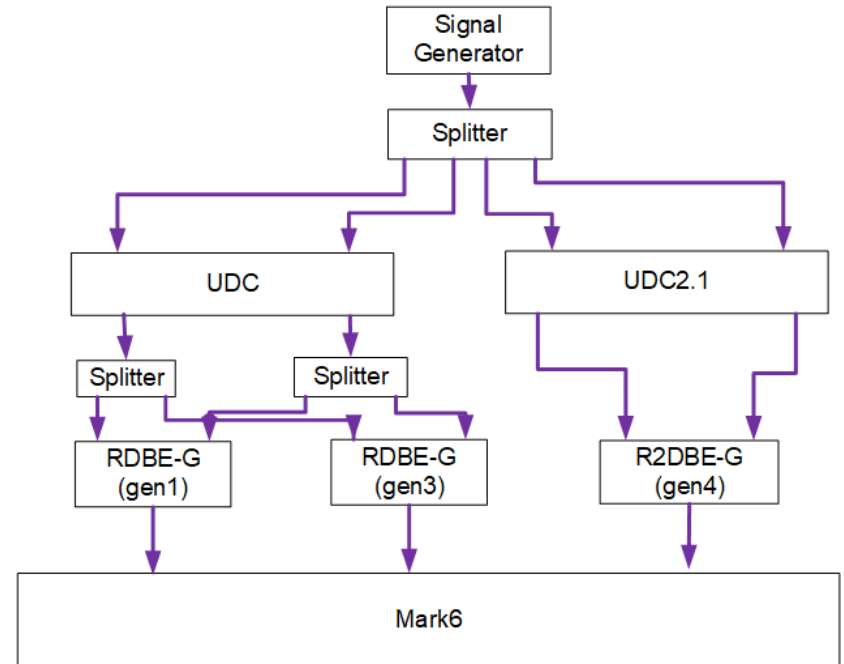 Signal
Generator
Splitter
UDC
UDC2.1
Splitter
Splitter
RDBE-G
(gen1)
RDBE-G
(gen3)
R2DBE-G
(gen4)
Mark6